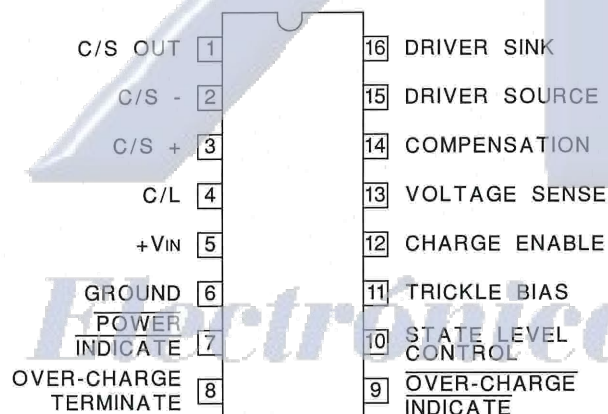 C/S OUT 1
16 DRIVER SINK
C/S - 2
15 DRIVER SOURCE
C/S + 3
14 COMPENSATION
C/L 4
13 VOLTAGE SENSE
+VIN 5
12 CHARGE ENABLE
GROUND 6
11 TRICKLE BIAS
POWER
INDICATE 7
10 STATE LEVEL
CONTROL
OVER-CHARGE
TERMINATE 8
9 OVER-CHARGE
INDICATE
Electrónico